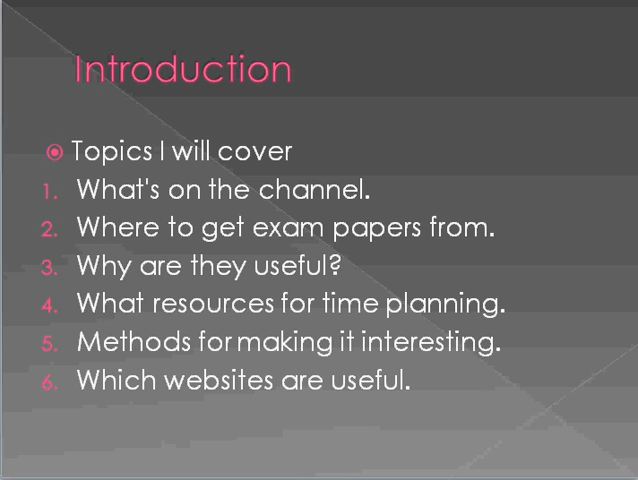 Introduction
Topics I will cover
1. What's on the channel.
2. Where to get exam papers from.
3. Why are they useful?
4. What resources for time planning.
5. Methods for making it interesting.
6. Which websites are useful.